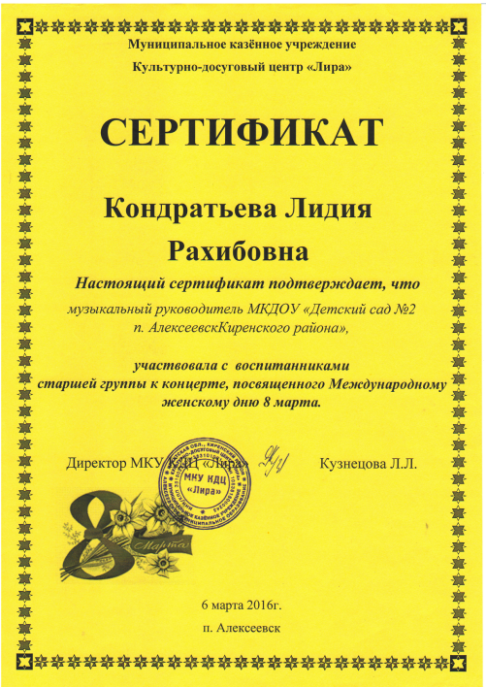 Муниципальное казённое учреждение
Культурно-досуговый центр «Лира»
СЕРТИФИКАТ
Кондратьева Лидия
Рахибовна
Настоящий сертификат подтверждает, что
музыкальный руководитель МКДОУ «Детский сад №2
п. АлексеевскКиренского района»,
участвовала с воспитанниками
старшей группы к концерте, посвященного Международному
женскому дню 8 марта.
Директор МКУ КДЦ «Лира» Кузнецова Л.Л.
МКУ КДЦ
«Лира»
8
Марта!
6 марта 2016г.
п. Алексеевск